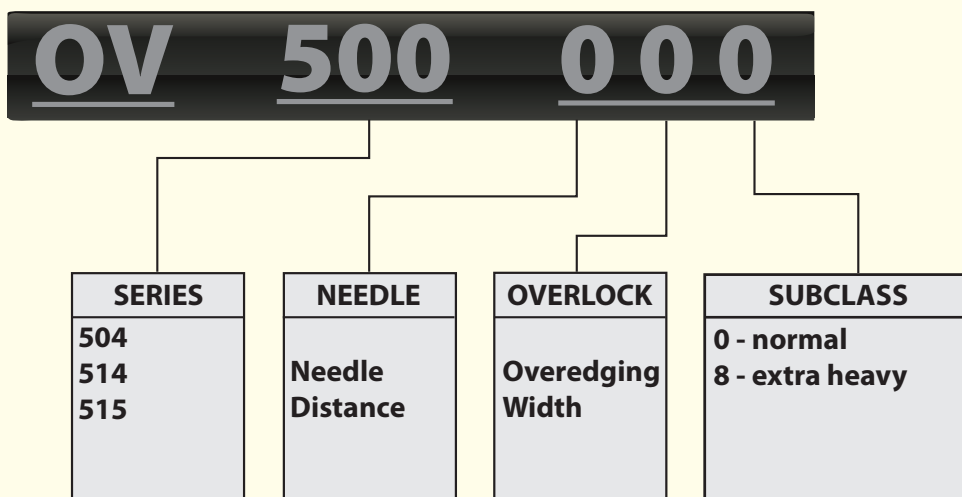 OV 500 0 0 0
SERIES
504
514
515
NEEDLE
Needle
Distance
OVERLOCK
Overedging
Width
SUBCLASS
0 - normal
8 - extra heavy